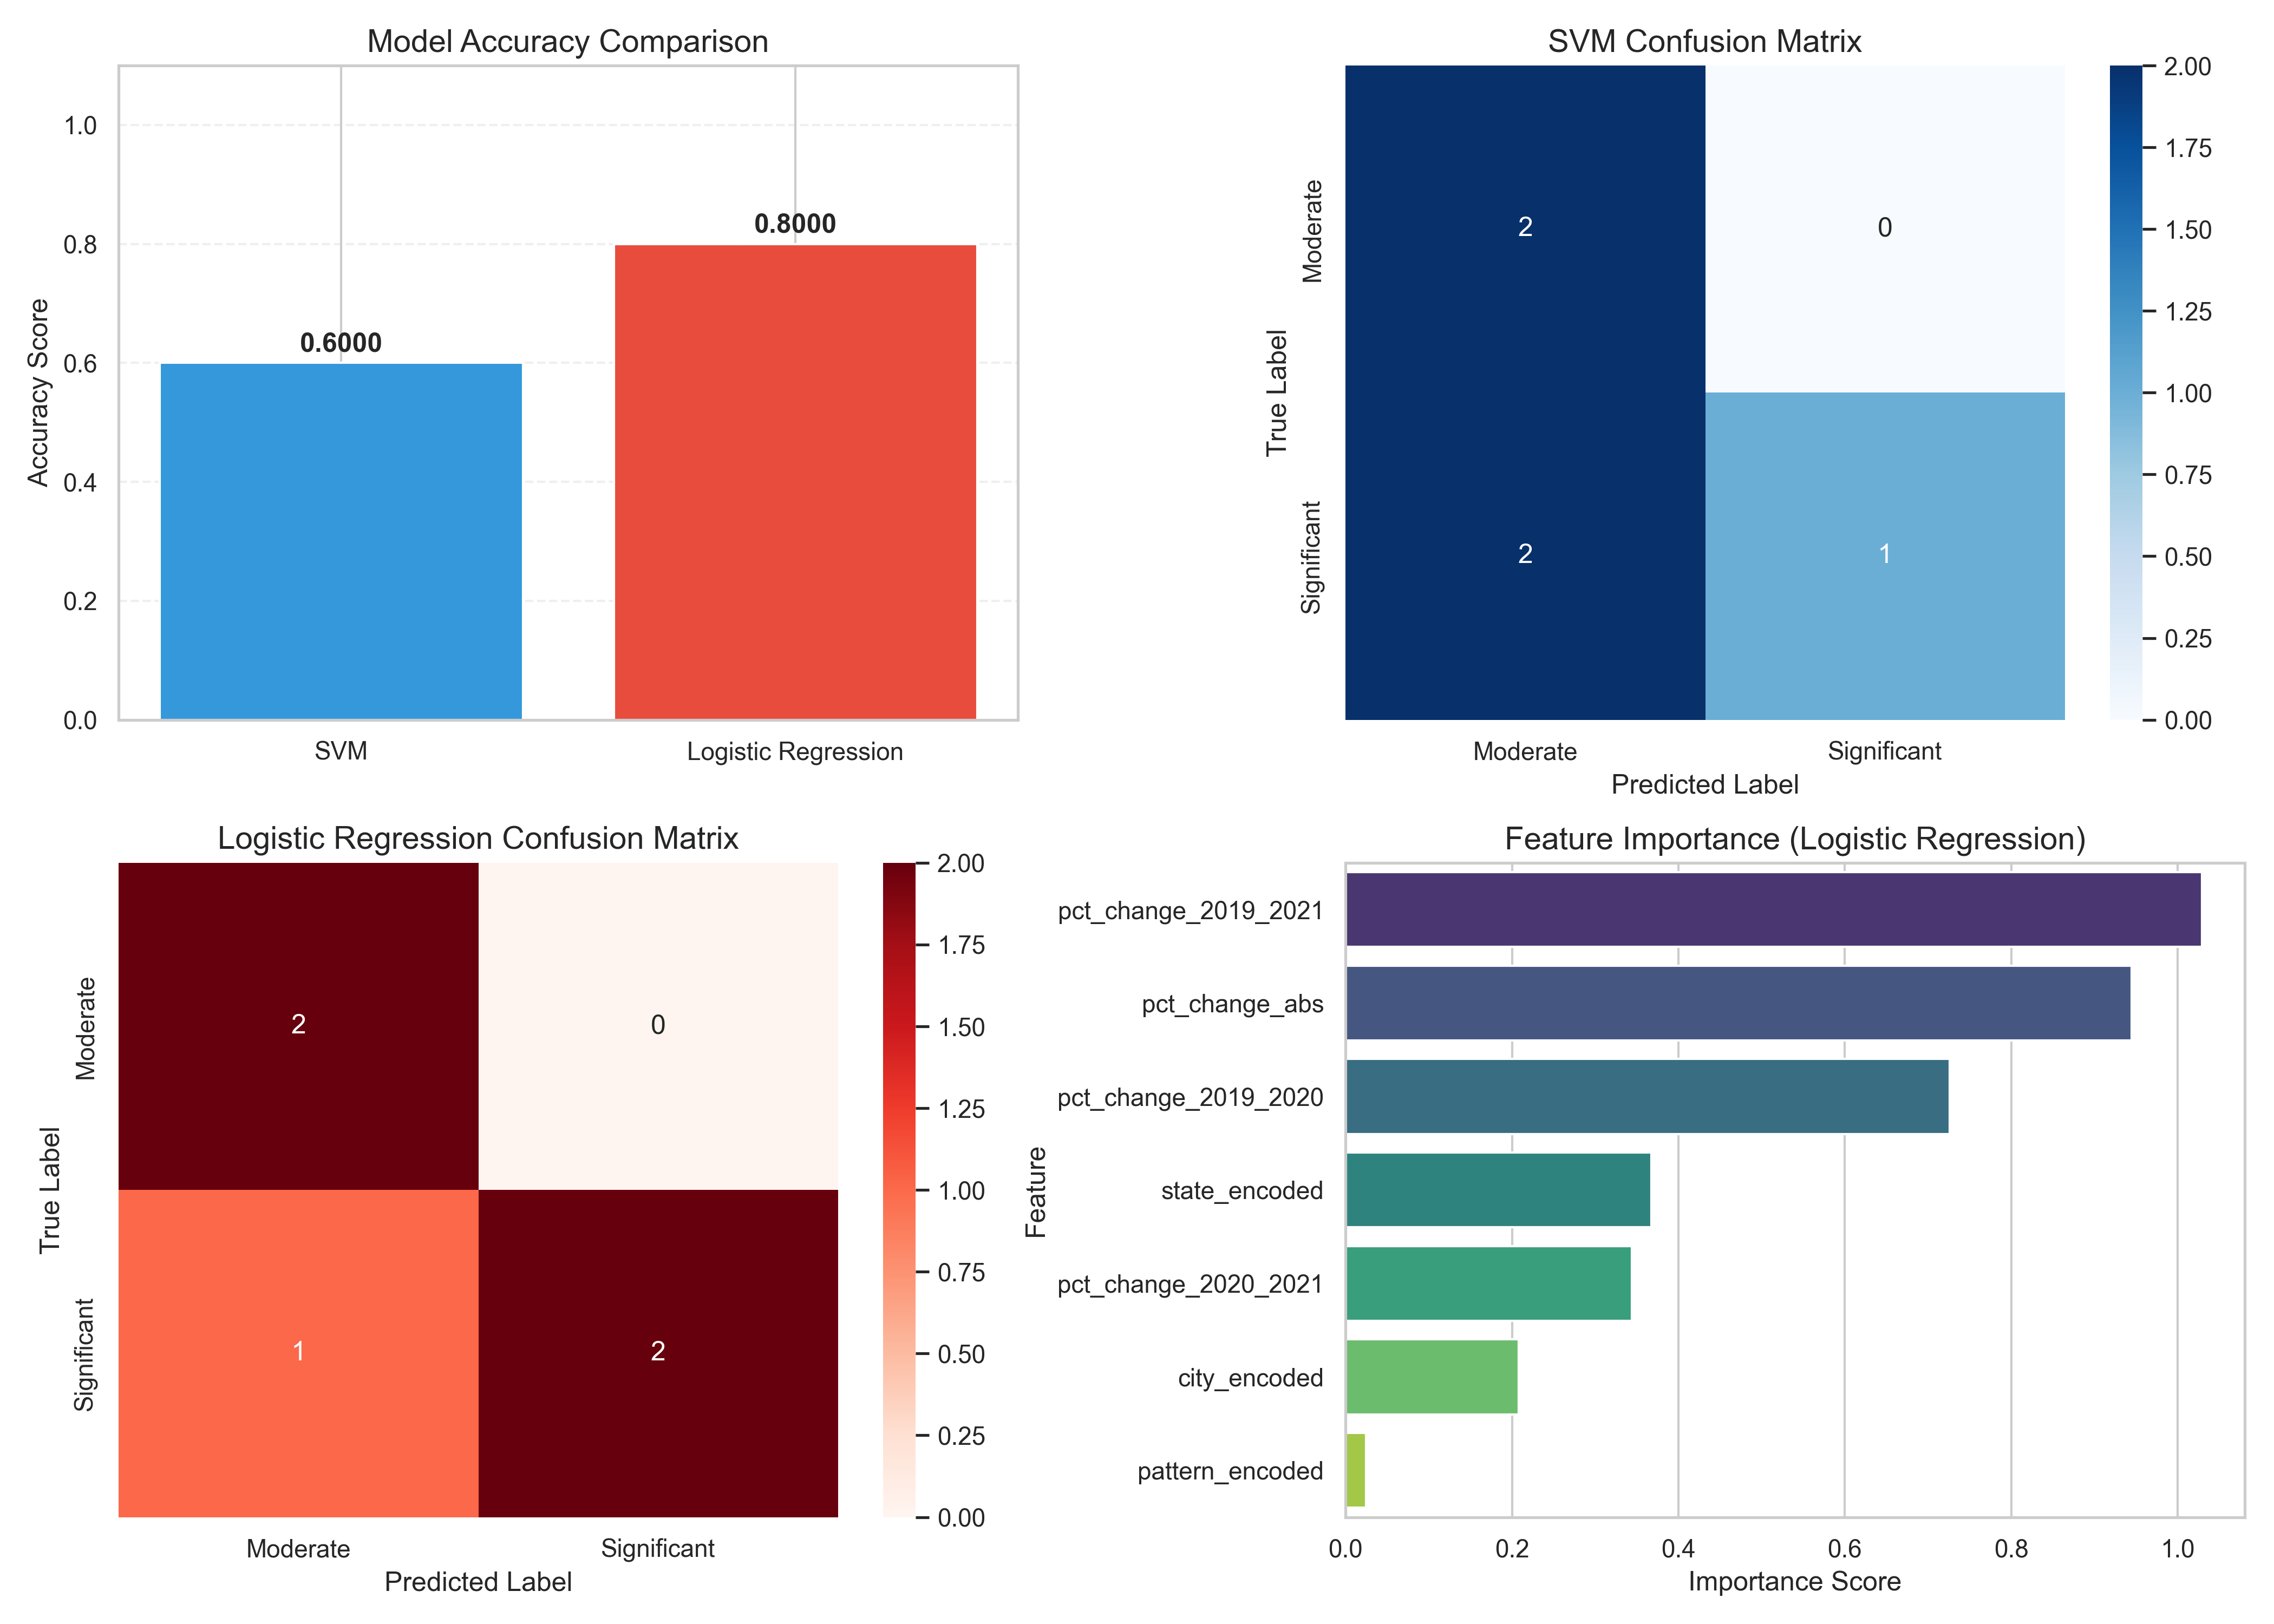 Model Accuracy Comparison
1.0
0.8
0.6
0.4
0.2
0.0
Accuracy Score
0.6000
0.8000
SVM
Logistic Regression
SVM Confusion Matrix
True Label
Moderate
Significant
2
0
2
1
Moderate
Significant
Predicted Label
2.00
1.75
1.50
1.25
1.00
0.75
0.50
0.25
0.00
Logistic Regression Confusion Matrix
True Label
Moderate
Significant
2
0
1
2
Moderate
Significant
Predicted Label
2.00
1.75
1.50
1.25
1.00
0.75
0.50
0.25
0.00
Feature Importance (Logistic Regression)
Feature
pct_change_2019_2021
pct_change_abs
pct_change_2019_2020
state_encoded
pct_change_2020_2021
city_encoded
pattern_encoded
0.0
0.2
0.4
0.6
0.8
1.0
Importance Score